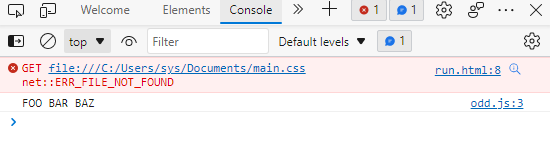 Welcome Elements Console » 1 1
top Filter Default levels 1
GET file:///C:/Users/sys/Documents/main.css run.html:8
net::ERR_FILE_NOT_FOUND
FOO BAR BAZ odd.js:3